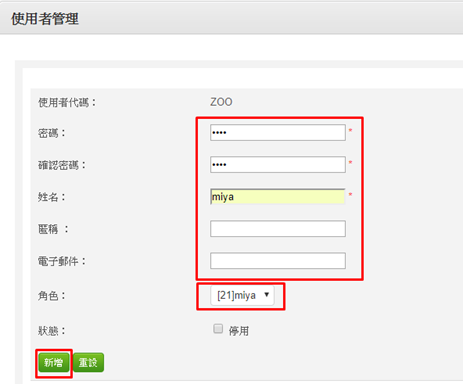 使用者管理
使用者代碼： ZOO
密碼： •••• *
確認密碼： •••• *
姓名： miya *
匿稱 ：
電子郵件：
角色： [21]miya ▼
狀態： 停用
新增 重設